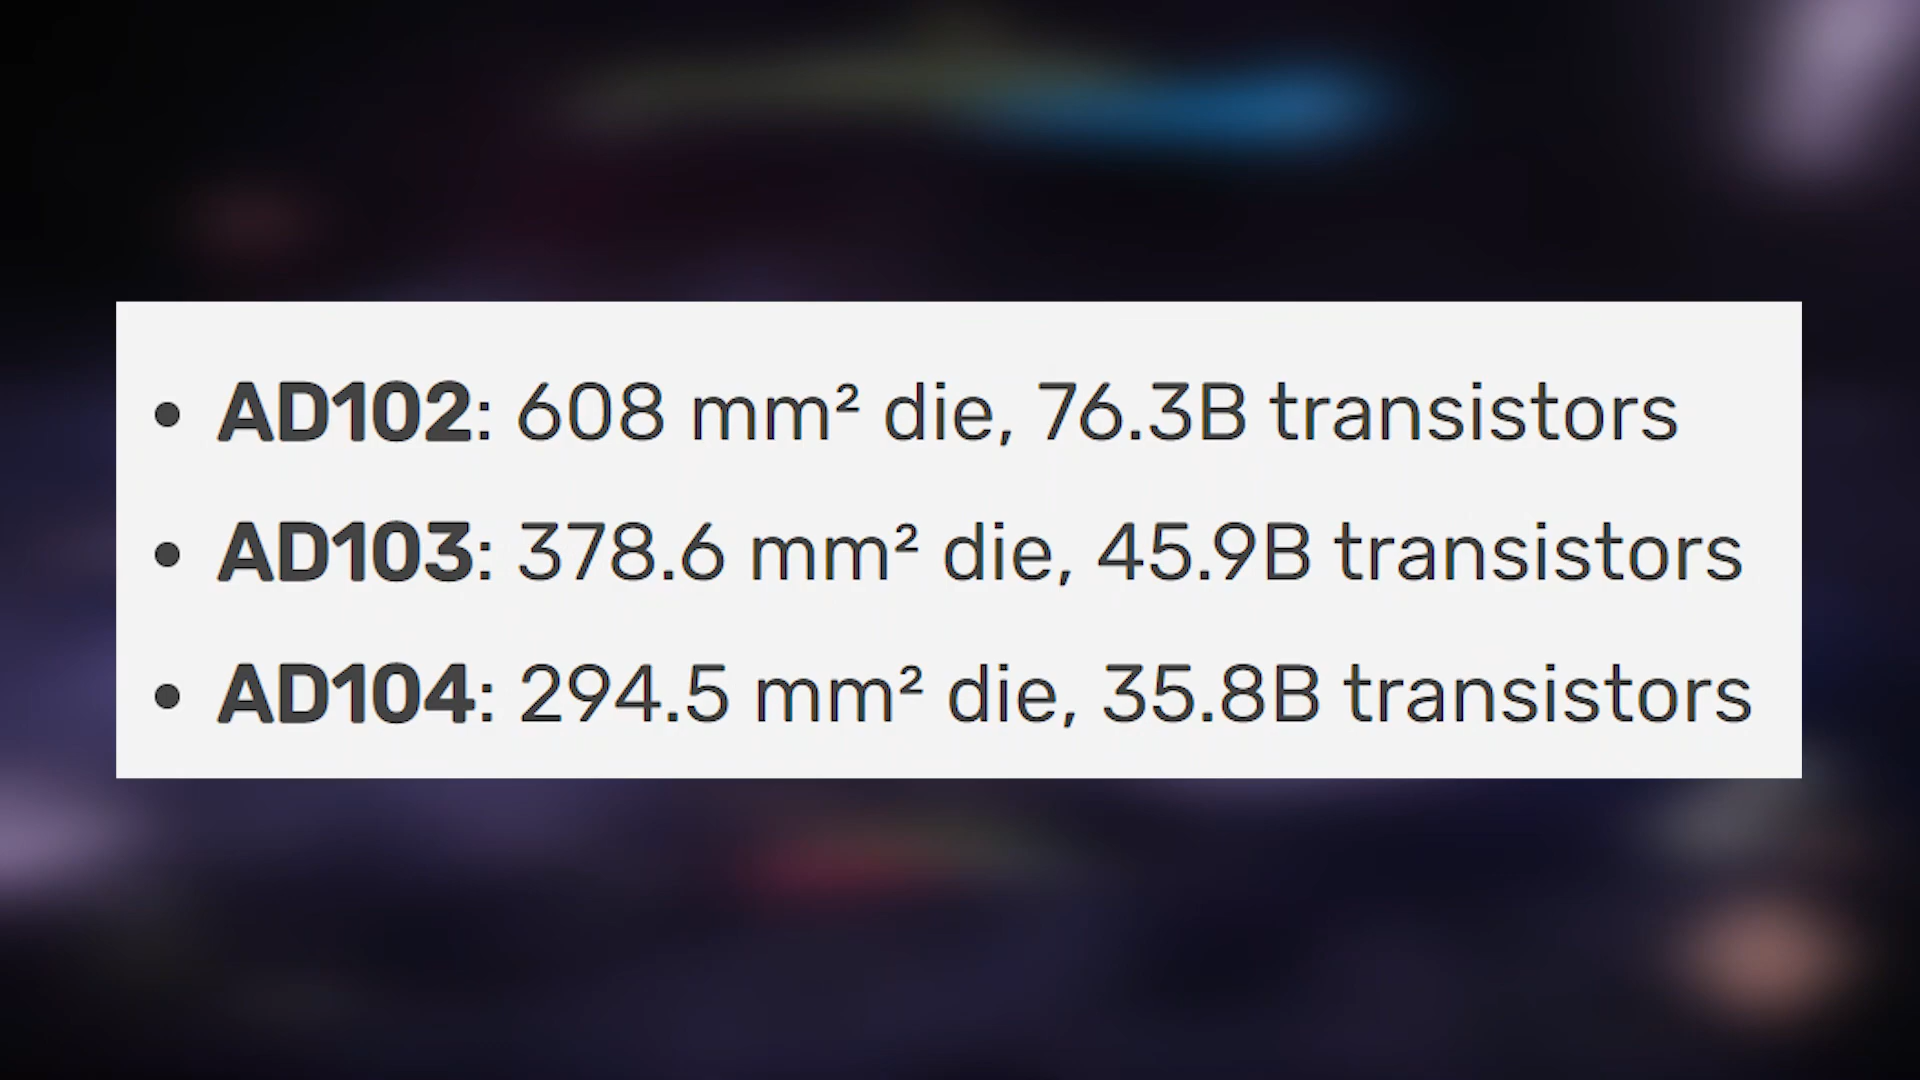 • AD102: 608 mm² die, 76.3B transistors
• AD103: 378.6 mm² die, 45.9B transistors
• AD104: 294.5 mm² die, 35.8B transistors